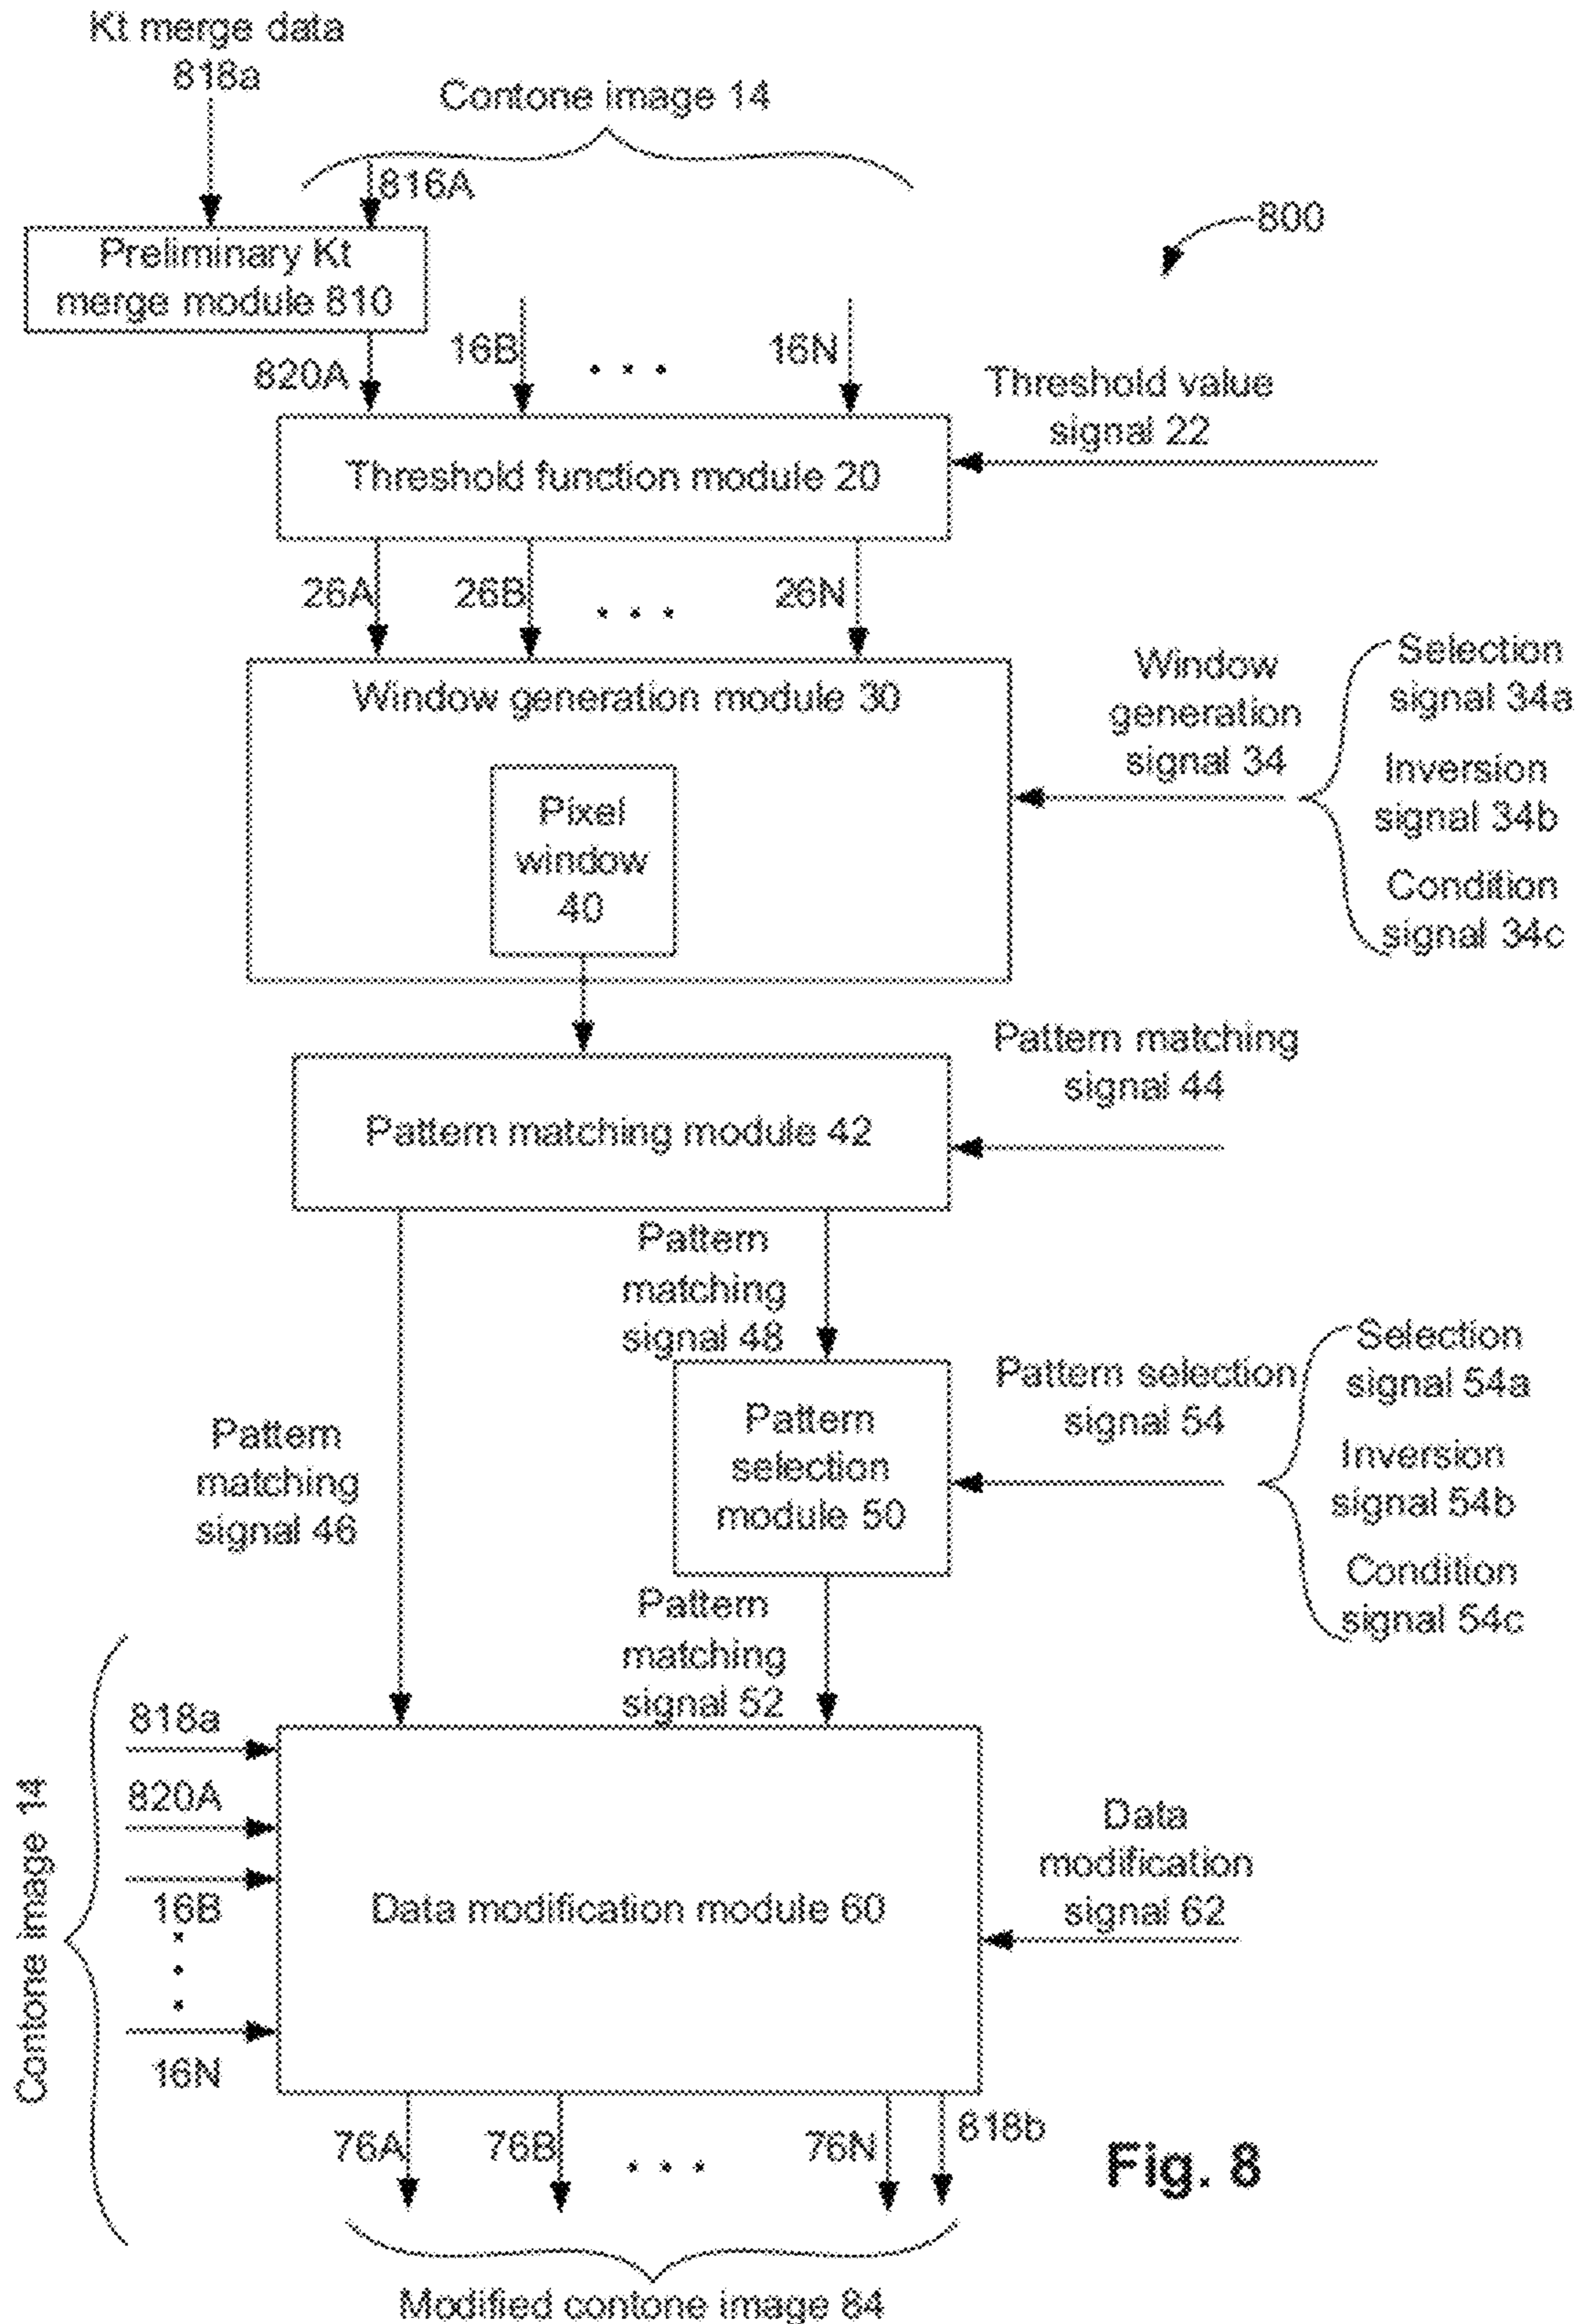 Kt merge data
818a
Contone image 14
816A
800
Preliminary Kt
merge module 810
820A
16B
. . .
16N
Threshold value
signal 22
Threshold function module 20
26A
26B
. . .
26N
Window generation module 30
Window
generation
signal 34
Selection
signal 34a
Inversion
signal 34b
Condition
signal 34c
Pixel
window
40
Pattern matching
signal 44
Pattern matching module 42
Pattern
matching
signal 48
Pattern
matching
signal 46
Pattern
selection
module 50
Pattern selection
signal 54
Selection
signal 54a
Inversion
signal 54b
Condition
signal 54c
Pattern
matching
signal 52
Contone image 14
818a
820A
16B
16N
Data modification module 60
Data
modification
signal 62
76A
76B
. . .
76N
818b
Fig. 8
Modified contone image 84